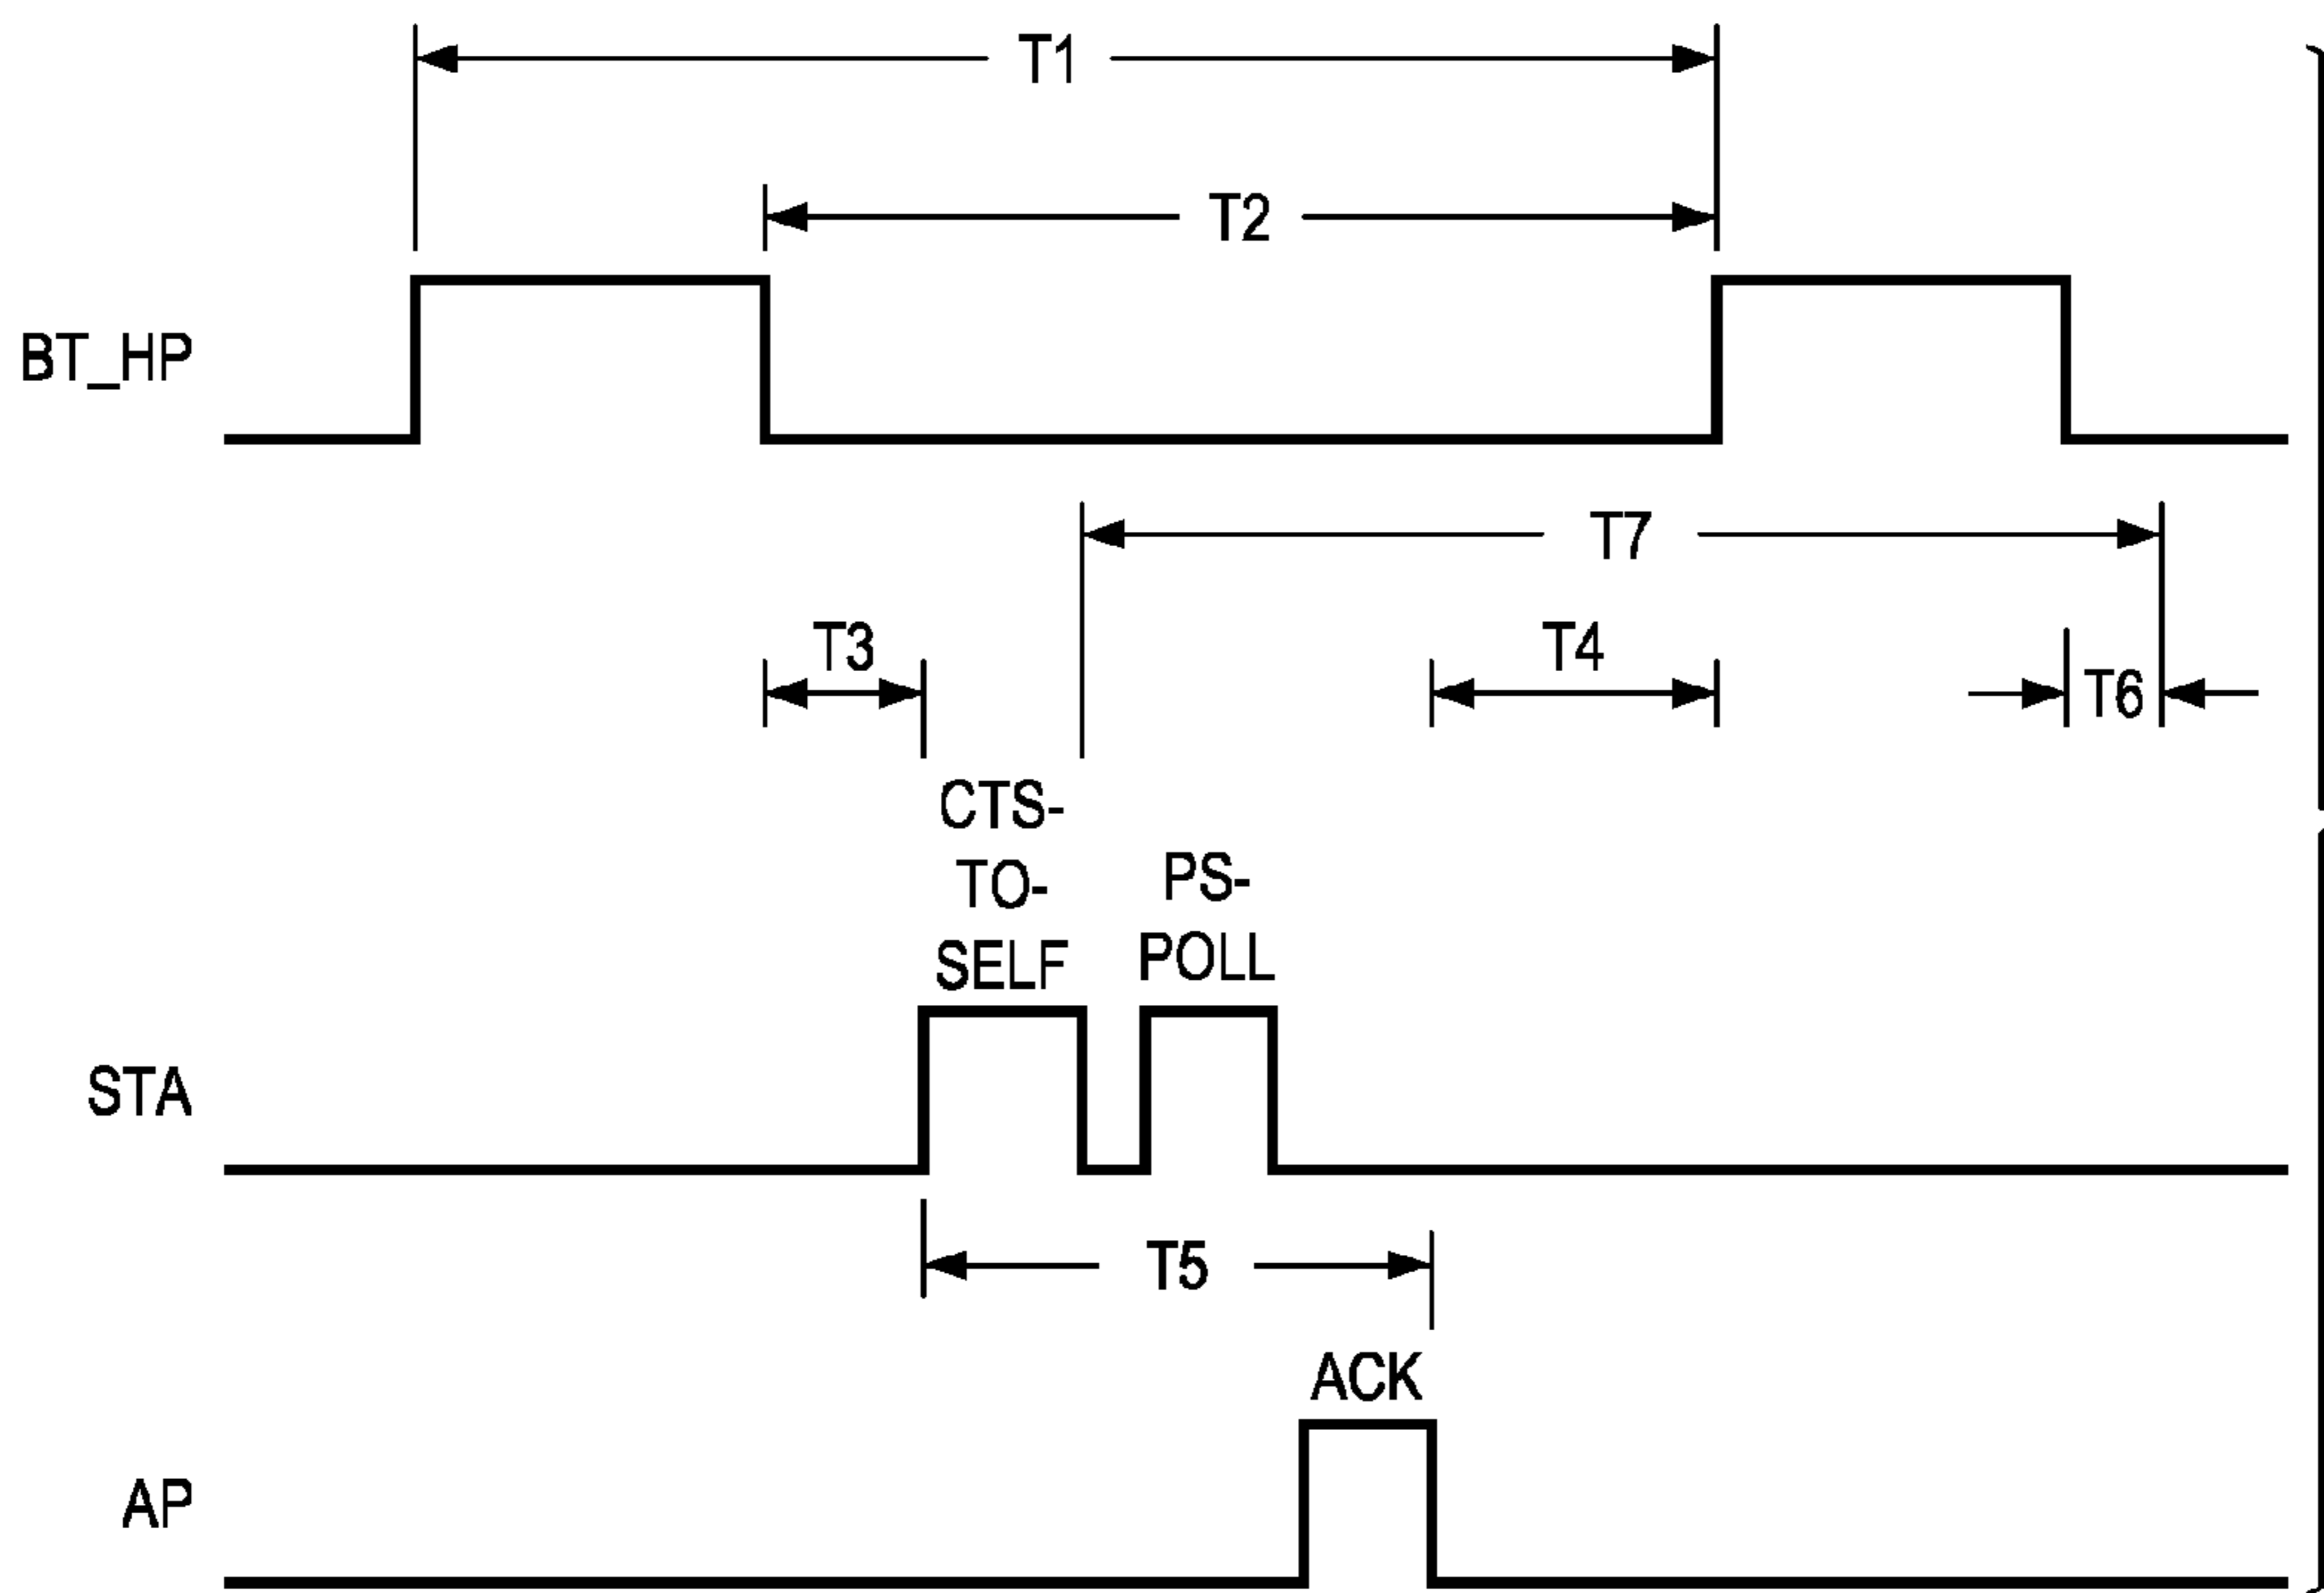 T1
T2
BT_HP
T7
T3
T4
T6
CTS-
TO-
SELF
PS-
POLL
STA
T5
ACK
AP